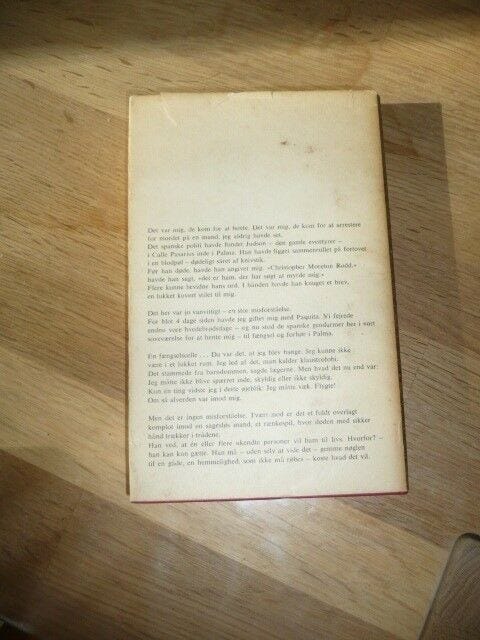 Det var mig, de kom for at hente. Det var mig, de kom for at arrestere
for mordet på en mand, jeg aldrig havde set.
Det spanske politi havde fundet Judson – den gamle eventyrer –
i Calle Pasarius inde i Palma. Han havde ligget sammenrullet på fortovet
i en blodpøl – dødeligt såret af knivstik.
Før han døde, havde han angivet mig. »Christopher Moreton Rodd,«
havde han sagt, »det er ham, der har søgt at myrde mig.«
Flere kunne bevidne hans ord. I hånden havde han knuget et brev,
en lukket kuvert stilet til mig.
Det her var jo vanvittigt – en stor misforståelse.
For blot 4 dage siden havde jeg giftet mig med Paquita. Vi fejrede
endnu vore hvedebrødsdage – og nu stod de spanske gendarmer her i vort
soveværelse for at hente mig – til fængsel og forhør i Palma.
En fængselscelle . . . Da var det, at jeg blev bange. Jeg kunne ikke
være i et lukket rum. Jeg led af det, man kalder klaustrofobi.
Det stammede fra barndommen, sagde lægerne. Men hvad det nu end var:
Jeg måtte ikke blive spærret inde, skyldig eller ikke skyldig.
Kun en ting vidste jeg i dette øjeblik: Jeg måtte væk. Flygte!
Om så alverden var imod mig.
Men det er ingen misforståelse. Tværtimod er det et fuldt overlagt
komplot imod en sagesløs mand, et rænkespil, hvor døden med sikker
hånd trækker i trådene.
Han ved, at én eller flere ukendte personer vil ham til livs. Hvorfor? –
han kan kun gætte. Han må – uden selv at vide det – gemme nøglen
til en gåde, en hemmelighed, som ikke må røbes – koste hvad det vil.